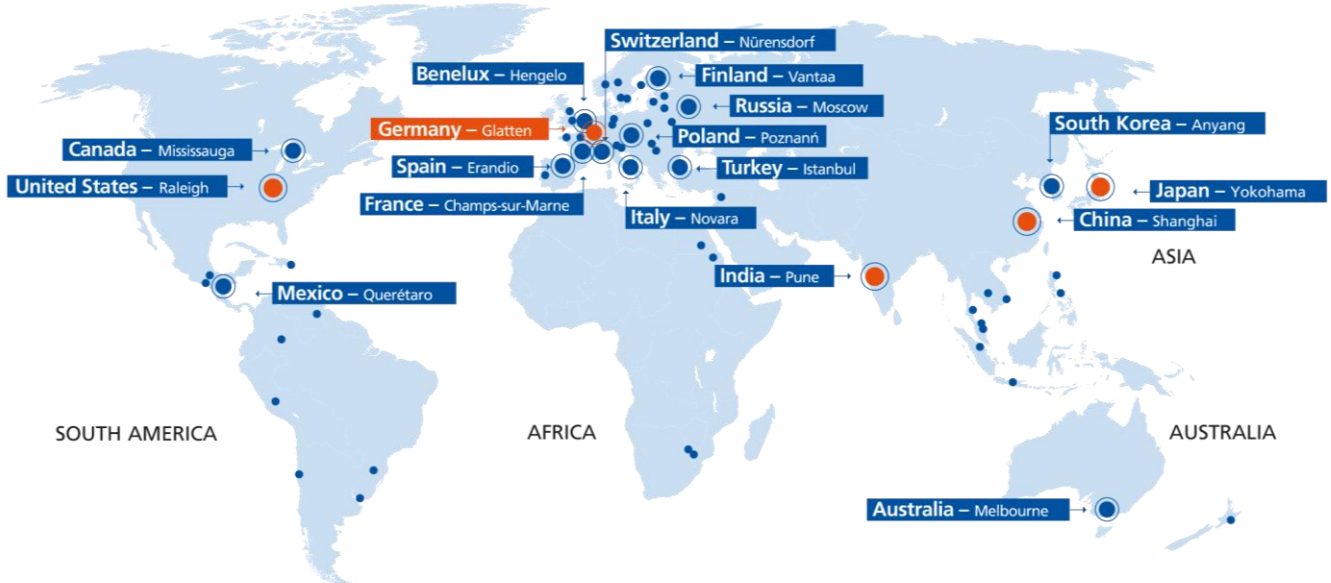 Switzerland – Nürensdorf
Benelux – Hengelo
Finland – Vantaa
Russia – Moscow
Germany – Glatten
South Korea – Anyang
Poland – Poznanń
Canada – Mississauga
Spain – Erandio
Turkey – Istanbul
United States – Raleigh
Japan – Yokohama
France – Champs-sur-Marne
Italy – Novara
China – Shanghai
ASIA
India – Pune
Mexico – Querétaro
SOUTH AMERICA
AFRICA
AUSTRALIA
Australia – Melbourne